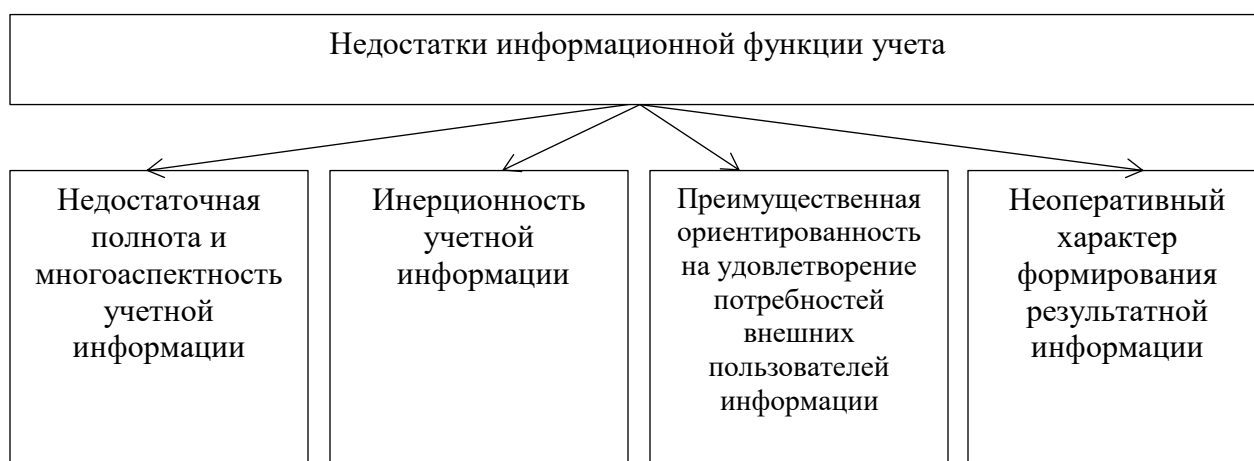 Недостатки информационной функции учета
Недостаточная
полнота и
многоаспектность
учетной
информации
Инерционность
учетной
информации
Преимущественная
ориентированность
на удовлетворение
потребностей
внешних
пользователей
информации
Неоперативный
характер
формирования
результатной
информации